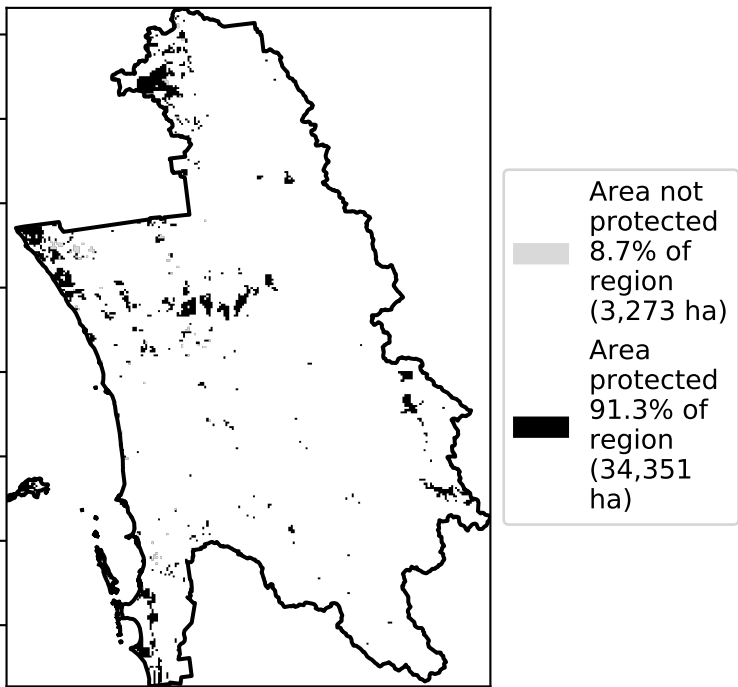 Area not
protected
8.7% of
region
(3,273 ha)
Area
protected
91.3% of
region
(34,351
ha)